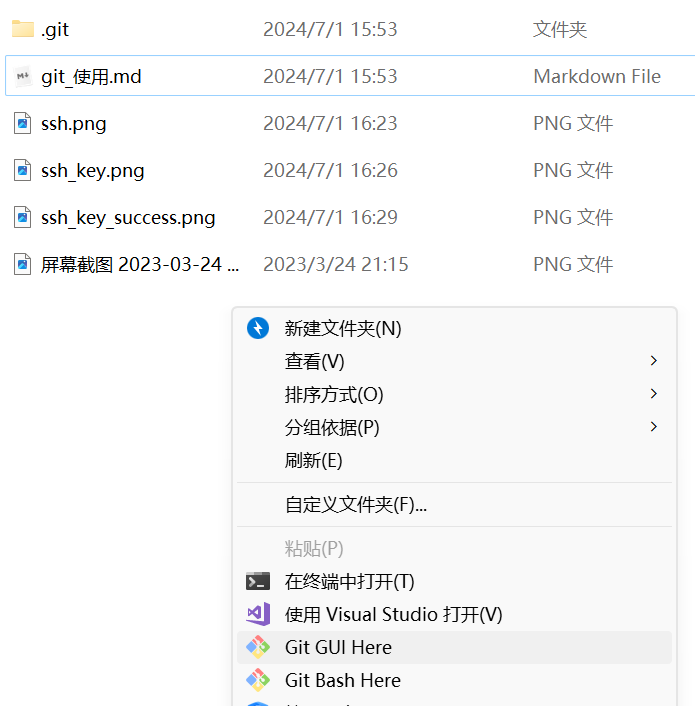 .git 2024/7/1 15:53 文件夹
git_使用.md 2024/7/1 15:53 Markdown File
ssh.png 2024/7/1 16:23 PNG 文件
ssh_key.png 2024/7/1 16:26 PNG 文件
ssh_key_success.png 2024/7/1 16:29 PNG 文件
屏幕截图 2023-03-24 ... 2023/3/24 21:15 PNG 文件
新建文件夹(N)
查看(V)
排序方式(O)
分组依据(P)
刷新(E)
自定义文件夹(F)...
粘贴(P)
在终端中打开(T)
使用 Visual Studio 打开(V)
Git GUI Here
Git Bash Here